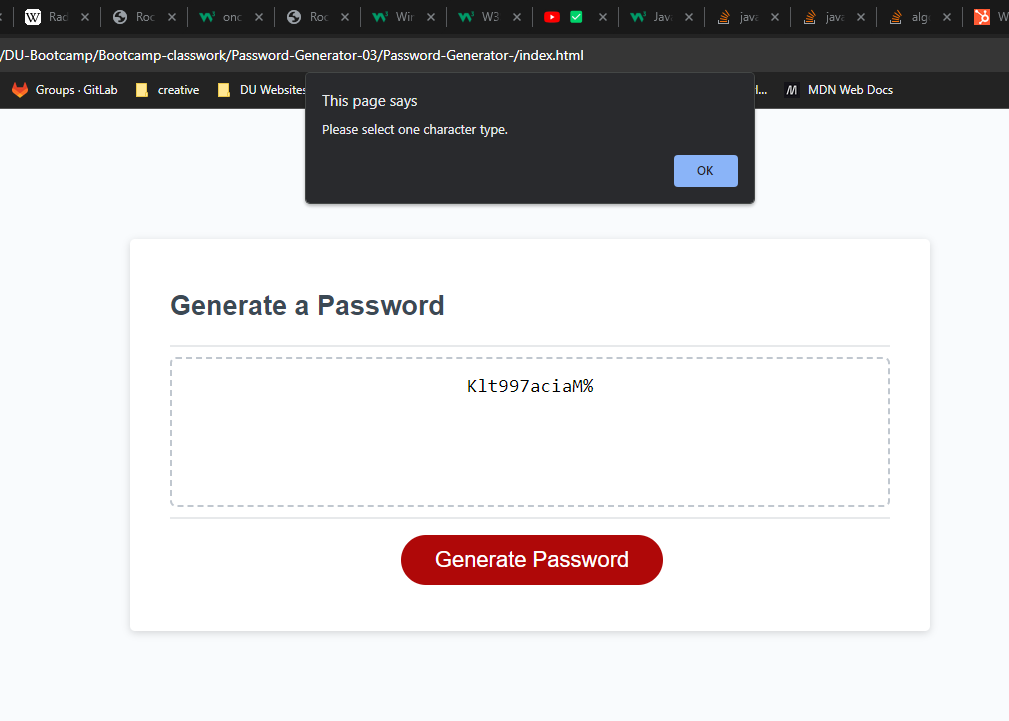 W Rad Roc onc Roc Wir W3 Java java java algo W
/DU-Bootcamp/Bootcamp-classwork/Password-Generator-03/Password-Generator-/index.html
Groups · GitLab creative DU Websites M MDN Web Docs
This page says
Please select one character type.
OK
Generate a Password
Klt997aciaM%
Generate Password